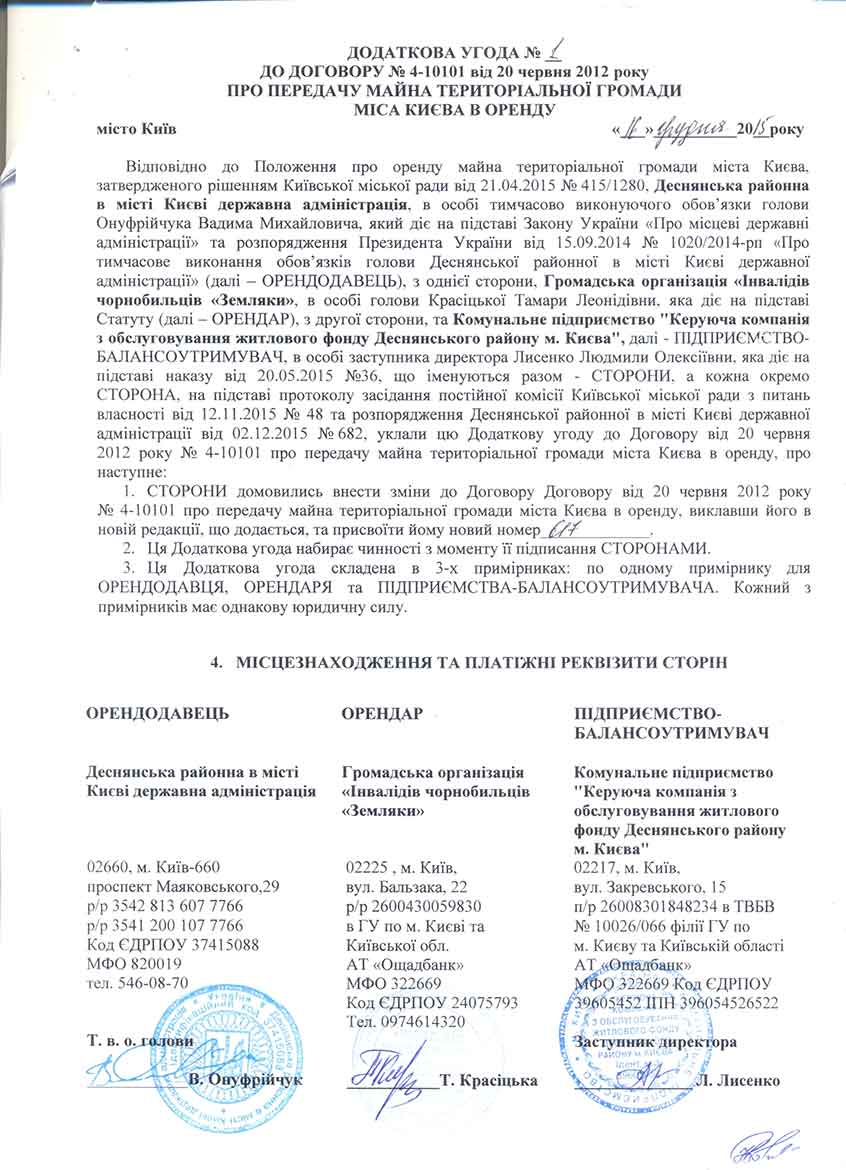 ДОДАТКОВА УГОДА № 1
ДО ДОГОВОРУ № 4-10101 від 20 червня 2012 року
ПРО ПЕРЕДАЧУ МАЙНА ТЕРИТОРІАЛЬНОЇ ГРОМАДИ
МІСА КИЄВА В ОРЕНДУ
місто Київ «16» грудня 2015 року
Відповідно до Положення про оренду майна територіальної громади міста Києва,
затвердженого рішенням Київської міської ради від 21.04.2015 № 415/1280, Деснянська районна
в місті Києві державна адміністрація, в особі тимчасово виконуючого обов’язки голови
Онуфрійчука Вадима Михайловича, який діє на підставі Закону України «Про місцеві державні
адміністрації» та розпорядження Президента України від 15.09.2014 № 1020/2014-рп «Про
тимчасове виконання обов’язків голови Деснянської районної в місті Києві державної
адміністрації» (далі – ОРЕНДОДАВЕЦЬ), з однієї сторони, Громадська організація «Інвалідів
чорнобильців «Земляки», в особі голови Красіцької Тамари Леонідівни, яка діє на підставі
Статуту (далі – ОРЕНДАР), з другої сторони, та Комунальне підприємство "Керуюча компанія
з обслуговування житлового фонду Деснянського району м. Києва", далі - ПІДПРИЄМСТВО-
БАЛАНСОУТРИМУВАЧ, в особі заступника директора Лисенко Людмили Олексіївни, яка діє на
підставі наказу від 20.05.2015 №36, що іменуються разом - СТОРОНИ, а кожна окремо
СТОРОНА, на підставі протоколу засідання постійної комісії Київської міської ради з питань
власності від 12.11.2015 № 48 та розпорядження Деснянської районної в місті Києві державної
адміністрації від 02.12.2015 № 682, уклали цю Додаткову угоду до Договору від 20 червня
2012 року № 4-10101 про передачу майна територіальної громади міста Києва в оренду, про
наступне:
1. СТОРОНИ домовились внести зміни до Договору Договору від 20 червня 2012 року
№ 4-10101 про передачу майна територіальної громади міста Києва в оренду, виклавши його в
новій редакції, що додається, та присвоїти йому новий номер 617.
2. Ця Додаткова угода набирає чинності з моменту її підписання СТОРОНАМИ.
3. Ця Додаткова угода складена в 3-х примірниках: по одному примірнику для
ОРЕНДОДАВЦЯ, ОРЕНДАРЯ та ПІДПРИЄМСТВА-БАЛАНСОУТРИМУВАЧА. Кожний з
примірників має однакову юридичну силу.
4. МІСЦЕЗНАХОДЖЕННЯ ТА ПЛАТІЖНІ РЕКВІЗИТИ СТОРІН
ОРЕНДОДАВЕЦЬ
Деснянська районна в місті
Києві державна адміністрація
02660, м. Київ-660
проспект Маяковського,29
р/р 3542 813 607 7766
р/р 3541 200 107 7766
Код ЄДРПОУ 37415088
МФО 820019
тел. 546-08-70
Т. в. о. голови
В. Онуфрійчук
ОРЕНДАР
Громадська організація
«Інвалідів чорнобильців
«Земляки»
02225 , м. Київ,
вул. Бальзака, 22
р/р 2600430059830
в ГУ по м. Києві та
Київської обл.
АТ «Ощадбанк»
МФО 322669
Код ЄДРПОУ 24075793
Тел. 0974614320
Т. Красіцька
ПІДПРИЄМСТВО-
БАЛАНСОУТРИМУВАЧ
Комунальне підприємство
"Керуюча компанія з
обслуговування житлового
фонду Деснянського району
м. Києва"
02217, м. Київ,
вул. Закревського, 15
п/р 26008301848234 в ТВБВ
№ 10026/066 філії ГУ по
м. Києву та Київській області
АТ «Ощадбанк»
МФО 322669 Код ЄДРПОУ
39605452 ІПН 396054526522
Заступник директора
Л. Лисенко